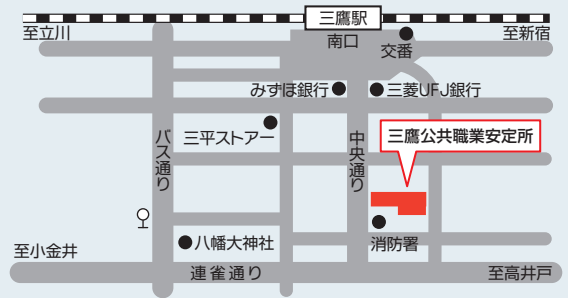 三鷹駅
至立川
南口
交番
至新宿
みずほ銀行
三菱UFJ銀行
三平ストアー
バス通り
中央通り
三鷹公共職業安定所
八幡大神社
消防署
至小金井
連雀通り
至高井戸